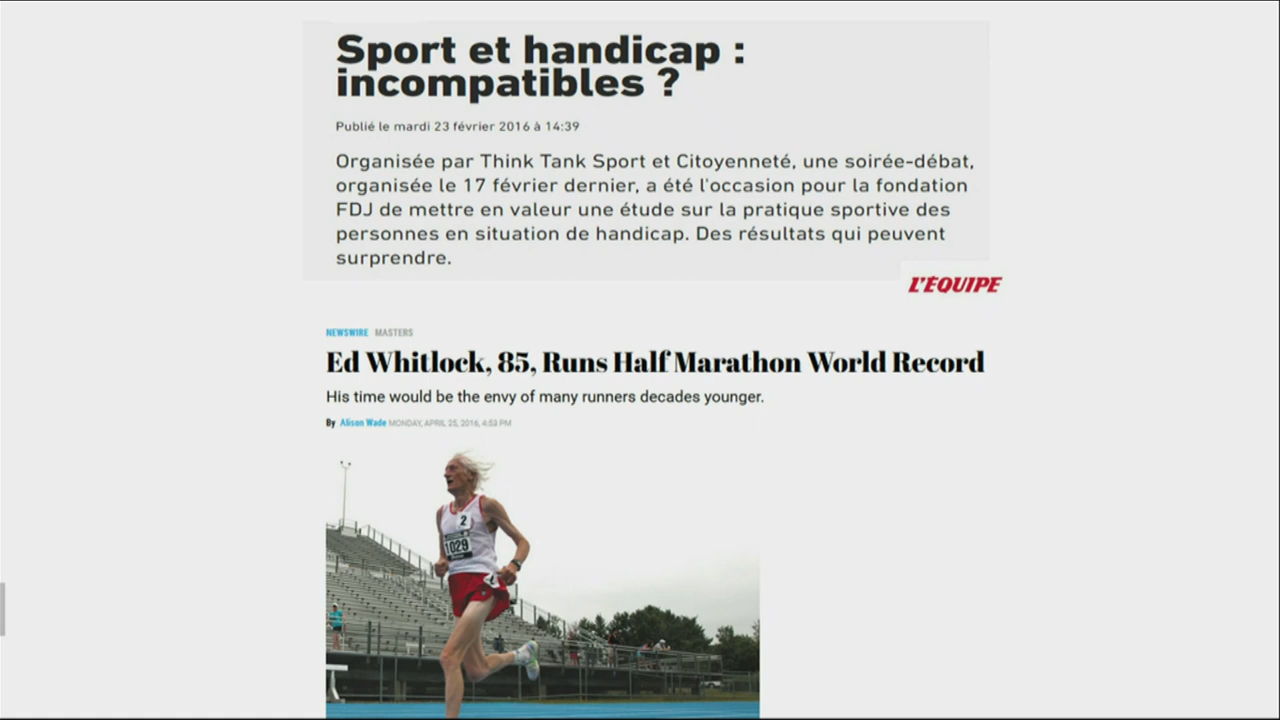 Sport et handicap :
incompatibles ?
Publié le mardi 23 février 2016 à 14:39
Organisée par Think Tank Sport et Citoyenneté, une soirée-débat,
organisée le 17 février dernier, a été l'occasion pour la fondation
FDJ de mettre en valeur une étude sur la pratique sportive des
personnes en situation de handicap. Des résultats qui peuvent
surprendre.
L'ÉQUIPE
NEWSWIRE MASTERS
Ed Whitlock, 85, Runs Half Marathon World Record
His time would be the envy of many runners decades younger.
By Alison Wade MONDAY, APRIL 25, 2016, 4:53 PM
2
1029